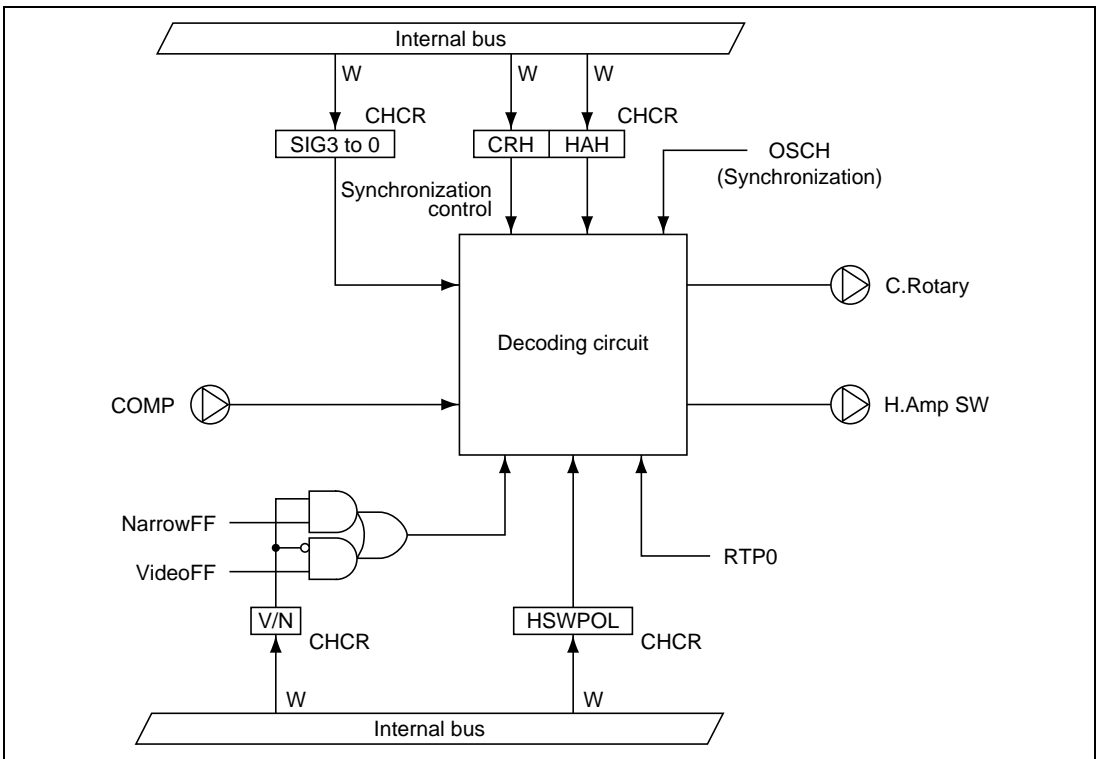 Internal bus
W
W
W
CHCR
CHCR
SIG3 to 0
CRH
HAH
OSCH
(Synchronization)
Synchronization
control
C.Rotary
Decoding circuit
COMP
H.Amp SW
NarrowFF
VideoFF
RTP0
V/N
CHCR
HSWPOL
CHCR
W
W
Internal bus